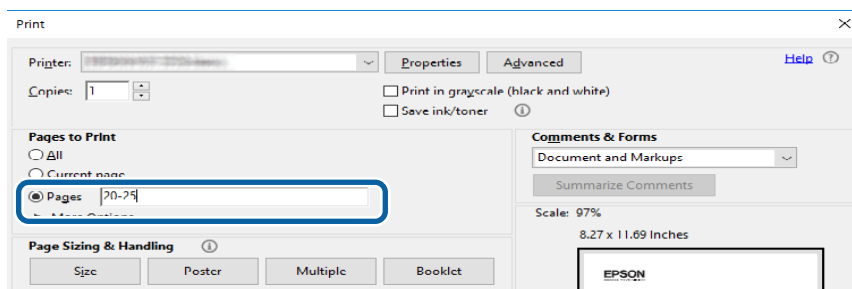 Print
Printer: Properties Advanced Help
Copies: 1 Print in grayscale (black and white)
Save ink/toner
Pages to Print Comments & Forms
All Document and Markups
Current page
Pages 20-25 Summarize Comments
More Options
Scale: 97%
8.27 x 11.69 Inches
Page Sizing & Handling
Size Poster Multiple Booklet
EPSON